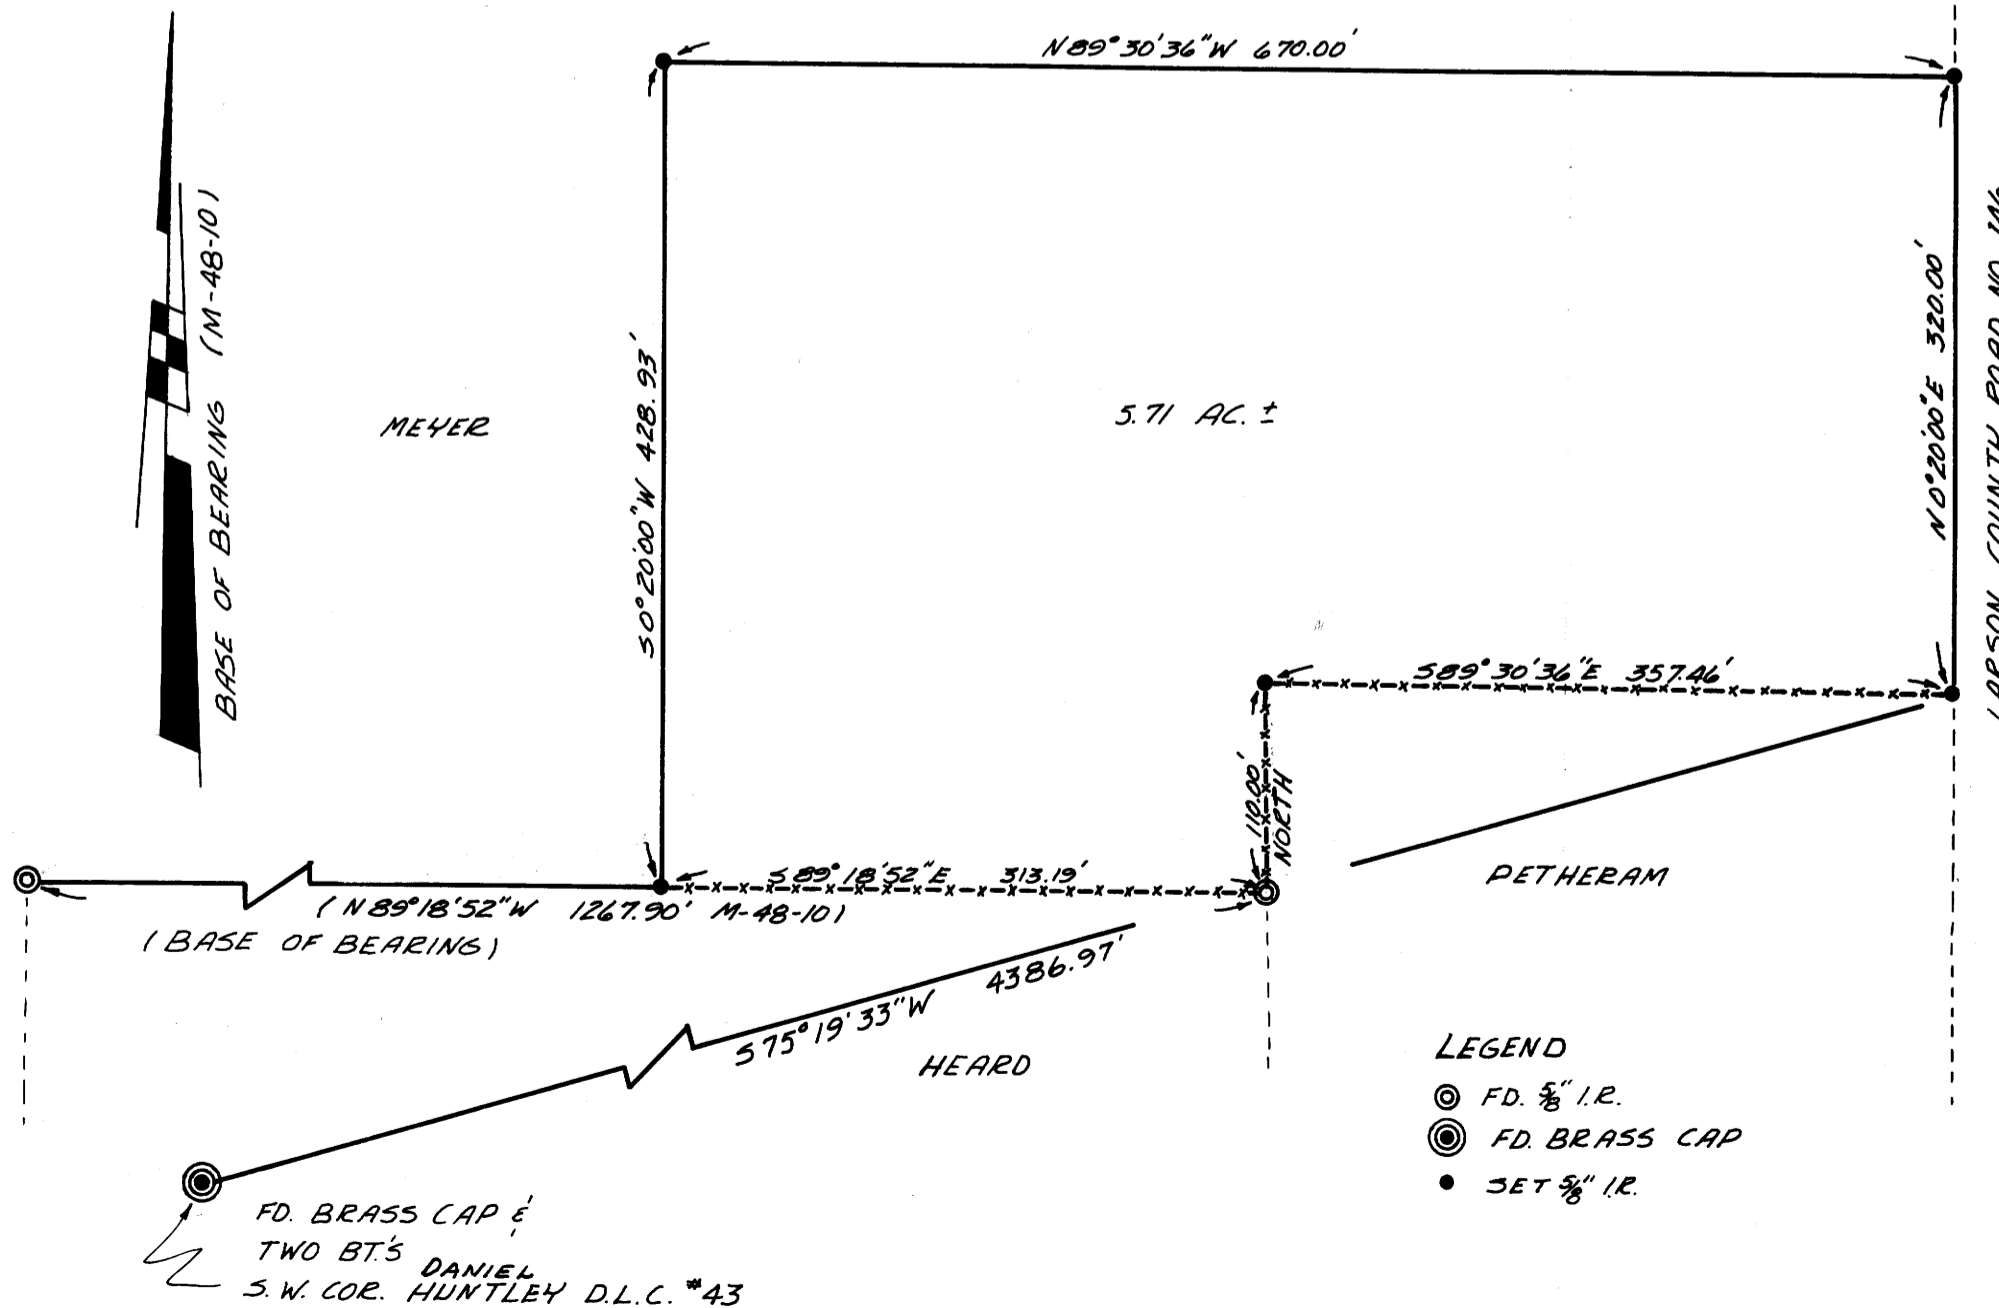 N89°30'36"W 670.00'
BASE OF BEARING (M-48-10)
MEYER
S0°20'00"W 428.93'
5.71 AC. ±
N0°20'00"E 320.00'
COUNTY ROAD NO.
S89°30'36"E 357.46'
110.00'
NORTH
PETHERAM
S89°18'52"E 313.19'
(N89°18'52"W 1267.90' M-48-10)
(BASE OF BEARING)
S75°19'33"W 4386.97'
HEARD
LEGEND
FD. 5/8" I.R.
FD. BRASS CAP
SET 5/8" I.R.
FD. BRASS CAP &
TWO BT.'S
DANIEL
S.W. COR. HUNTLEY D.L.C. #43